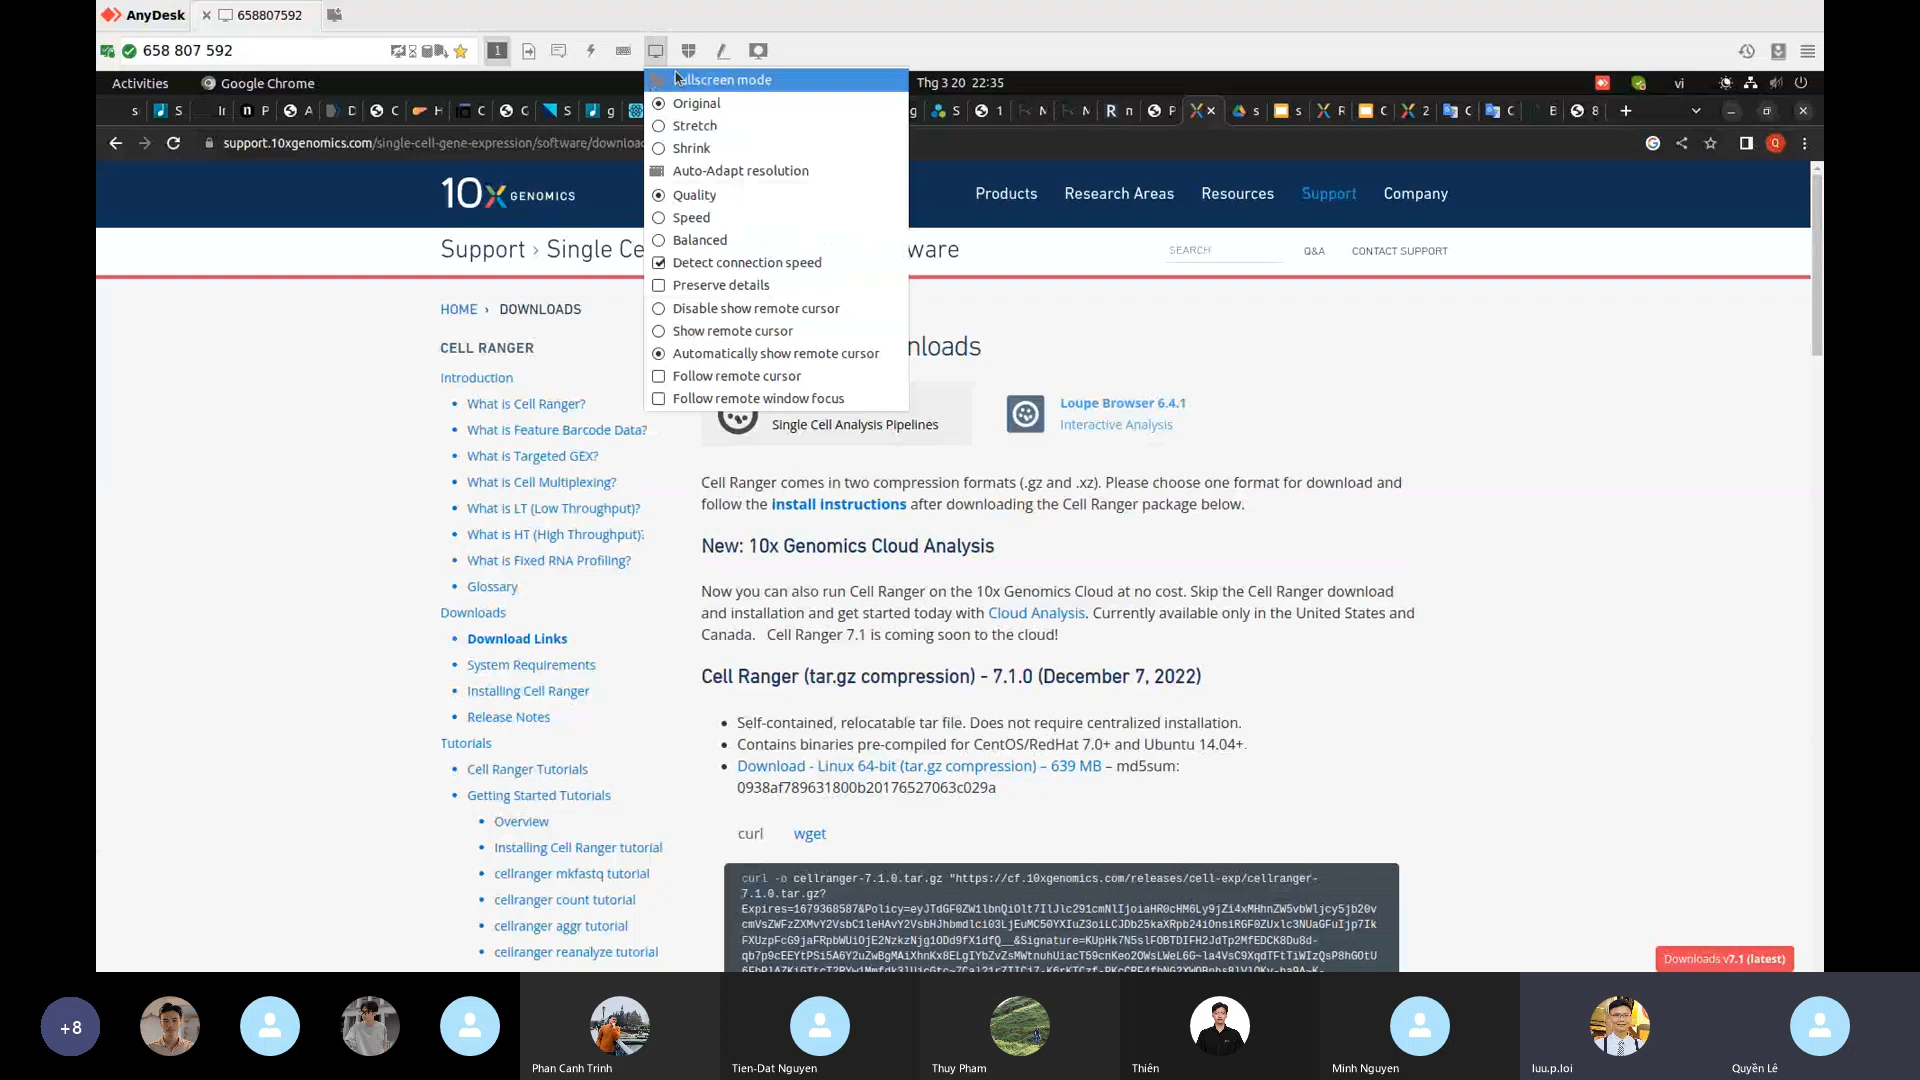 AnyDesk
658807592
658 807 592
1
Activities
Google Chrome
Fullscreen mode
Thg 3 20 22:35
vi
Original
Stretch
Shrink
Auto-Adapt resolution
Quality
Speed
Balanced
Detect connection speed
Preserve details
Disable show remote cursor
Show remote cursor
Automatically show remote cursor
Follow remote cursor
Follow remote window focus
support.10xgenomics.com/single-cell-gene-expression/software/downloa
10X GENOMICS
Products
Research Areas
Resources
Support
Company
Support › Single Ce
ware
SEARCH
Q&A
CONTACT SUPPORT
HOME › DOWNLOADS
CELL RANGER
Introduction
• What is Cell Ranger?
• What is Feature Barcode Data?
• What is Targeted GEX?
• What is Cell Multiplexing?
• What is LT (Low Throughput)?
• What is HT (High Throughput)?
• What is Fixed RNA Profiling?
• Glossary
Downloads
• Download Links
• System Requirements
• Installing Cell Ranger
• Release Notes
Tutorials
• Cell Ranger Tutorials
• Getting Started Tutorials
• Overview
• Installing Cell Ranger tutorial
• cellranger mkfastq tutorial
• cellranger count tutorial
• cellranger aggr tutorial
• cellranger reanalyze tutorial
nloads
Single Cell Analysis Pipelines
Loupe Browser 6.4.1
Interactive Analysis
Cell Ranger comes in two compression formats (.gz and .xz). Please choose one format for download and
follow the install instructions after downloading the Cell Ranger package below.
New: 10x Genomics Cloud Analysis
Now you can also run Cell Ranger on the 10x Genomics Cloud at no cost. Skip the Cell Ranger download
and installation and get started today with Cloud Analysis. Currently available only in the United States and
Canada. Cell Ranger 7.1 is coming soon to the cloud!
Cell Ranger (tar.gz compression) - 7.1.0 (December 7, 2022)
• Self-contained, relocatable tar file. Does not require centralized installation.
• Contains binaries pre-compiled for CentOS/RedHat 7.0+ and Ubuntu 14.04+.
• Download - Linux 64-bit (tar.gz compression) – 639 MB – md5sum:
0938af789631800b20176527063c029a
curl wget
curl -o cellranger-7.1.0.tar.gz "https://cf.10xgenomics.com/releases/cell-exp/cellranger-
7.1.0.tar.gz?
Downloads v7.1 (latest)
+8
Phan Canh Trinh
Tien-Dat Nguyen
Thuy Pham
Thiên
Minh Nguyen
luu.p.loi
Quyền Lê